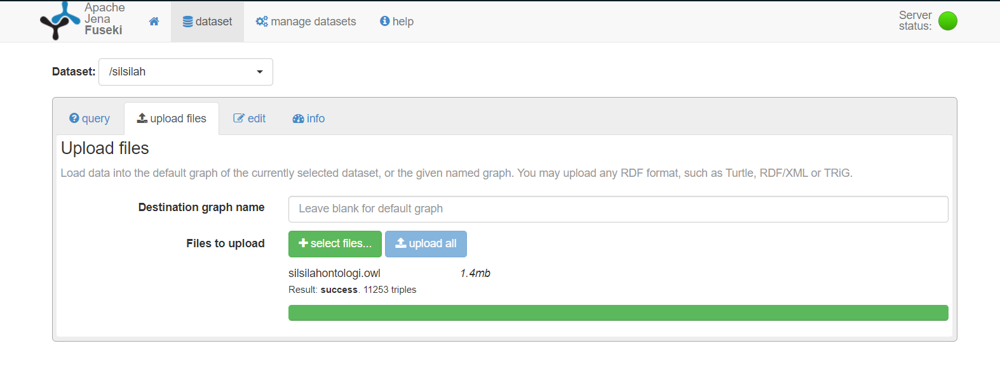 Apache
Jena
Fuseki
dataset
manage datasets
help
Server
status:
Dataset: /silsilah
query
upload files
edit
info
Upload files
Load data into the default graph of the currently selected dataset, or the given named graph. You may upload any RDF format, such as Turtle, RDF/XML or TRiG.
Destination graph name
Leave blank for default graph
Files to upload
select files...
upload all
silsilahontologi.owl 1.4mb
Result: success. 11253 triples